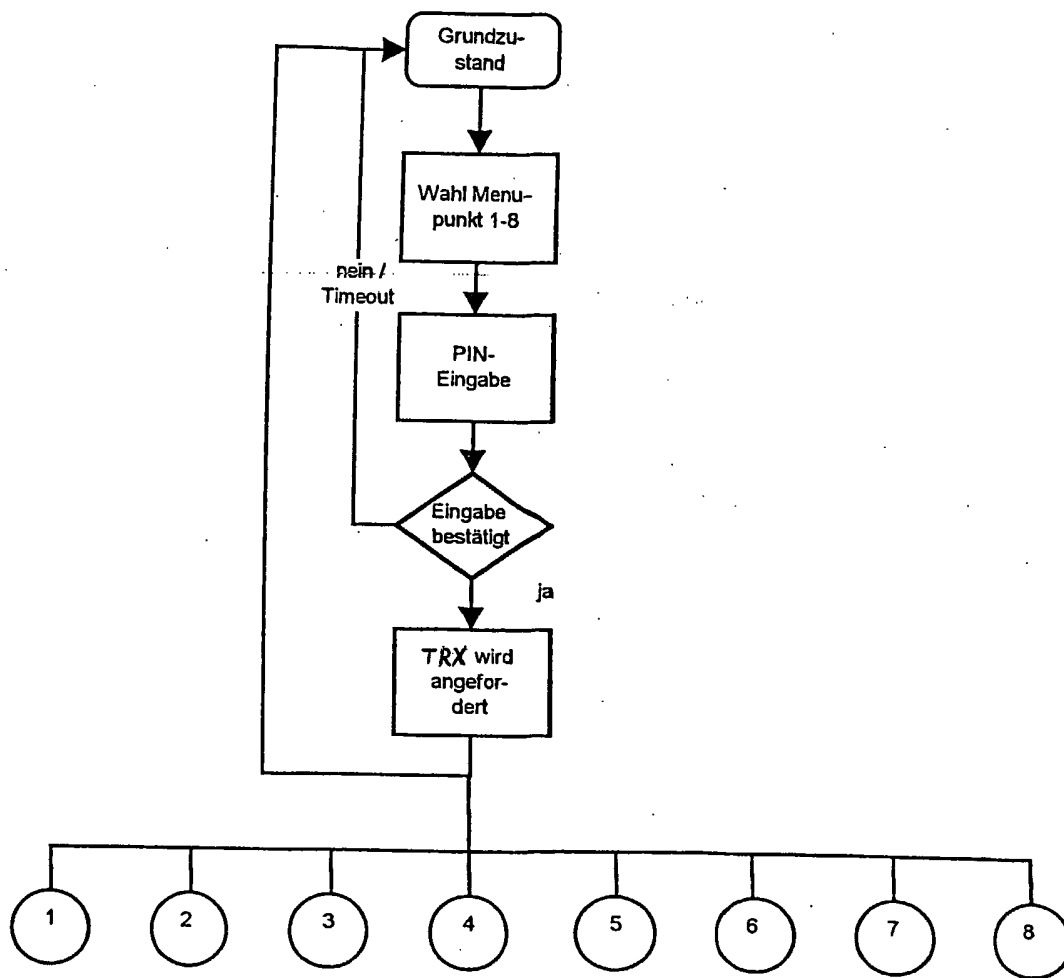 Grundzu-
stand
Wahl Menu-
punkt 1-8
nein /
Timeout
PIN-
Eingabe
Eingabe
bestätigt
ja
TRX wird
angefor-
dert
1 2 3 4 5 6 7 8